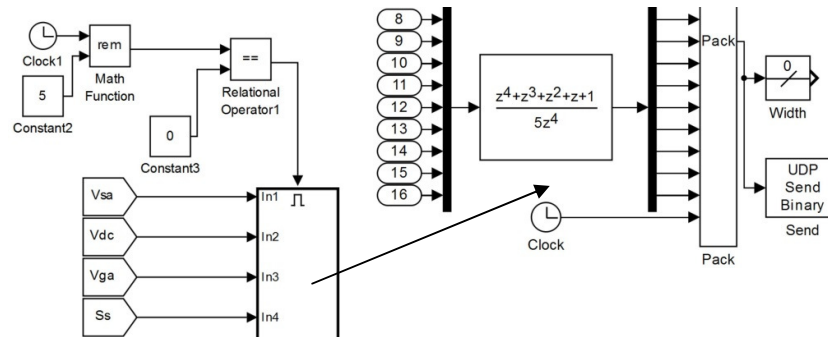 Clock1
rem
Math
Function
5
Constant2
==
Relational
Operator1
0
Constant3
Vsa
Vdc
Vga
Ss
In1
In2
In3
In4
8
9
10
11
12
13
14
15
16
z⁴+z³+z²+z+1
5z⁴
Clock
Pack
Pack
0
Width
UDP
Send
Binary
Send